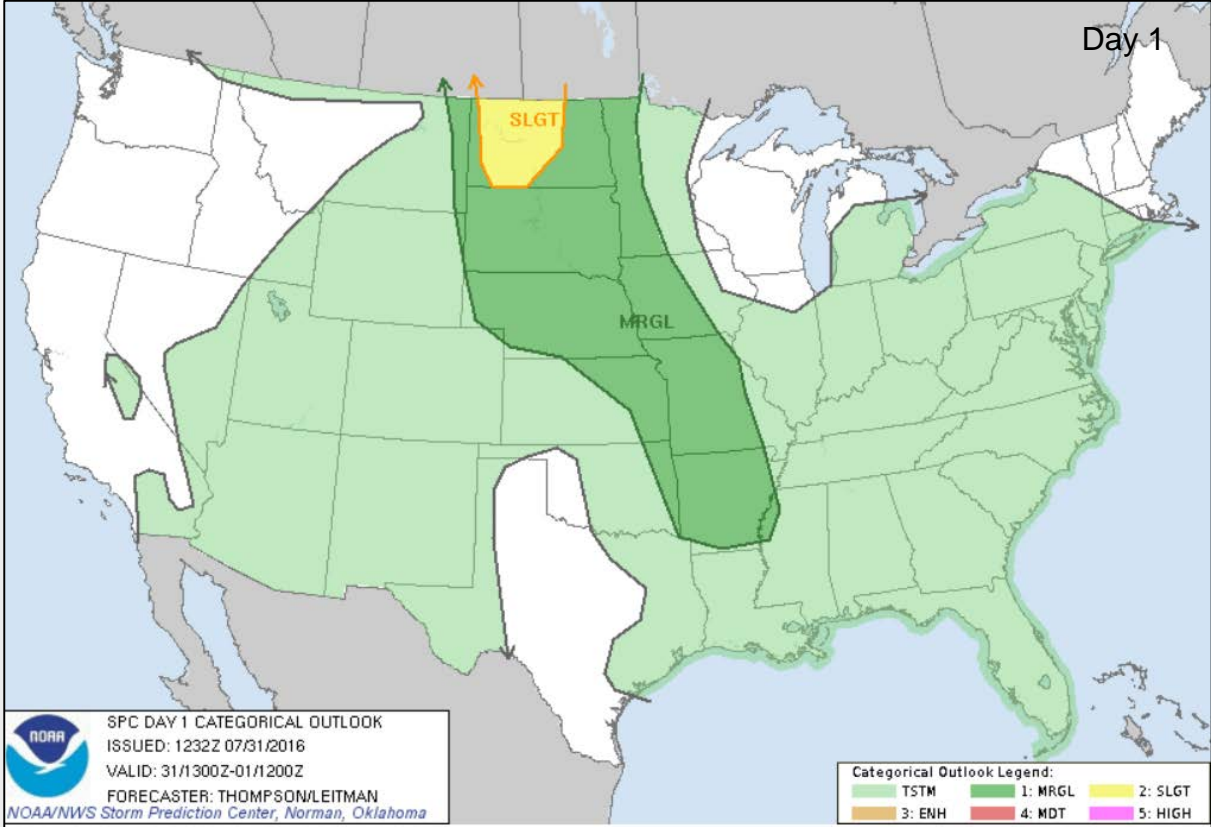 Day 1
SLGT
MRGL
NOAA
SPC DAY 1 CATEGORICAL OUTLOOK
ISSUED: 1232Z 07/31/2016
VALID: 31/1300Z-01/1200Z
FORECASTER: THOMPSON/LEITMAN
NOAA/NWS Storm Prediction Center, Norman, Oklahoma
Categorical Outlook Legend:
TSTM 1: MRGL 2: SLGT
3: ENH 4: MDT 5: HIGH